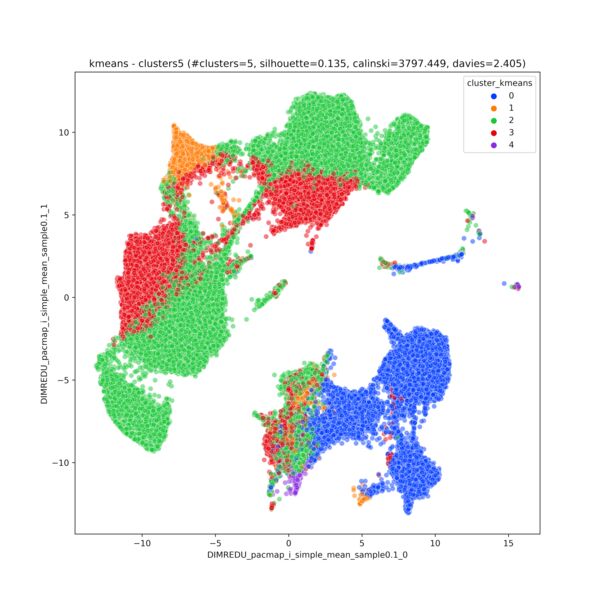 kmeans - clusters5 (#clusters=5, silhouette=0.135, calinski=3797.449, davies=2.405)
cluster_kmeans
0
1
2
3
4
10
5
0
−5
−10
DIMREDU_pacmap_i_simple_mean_sample0.1_1
−10 −5 0 5 10 15
DIMREDU_pacmap_i_simple_mean_sample0.1_0